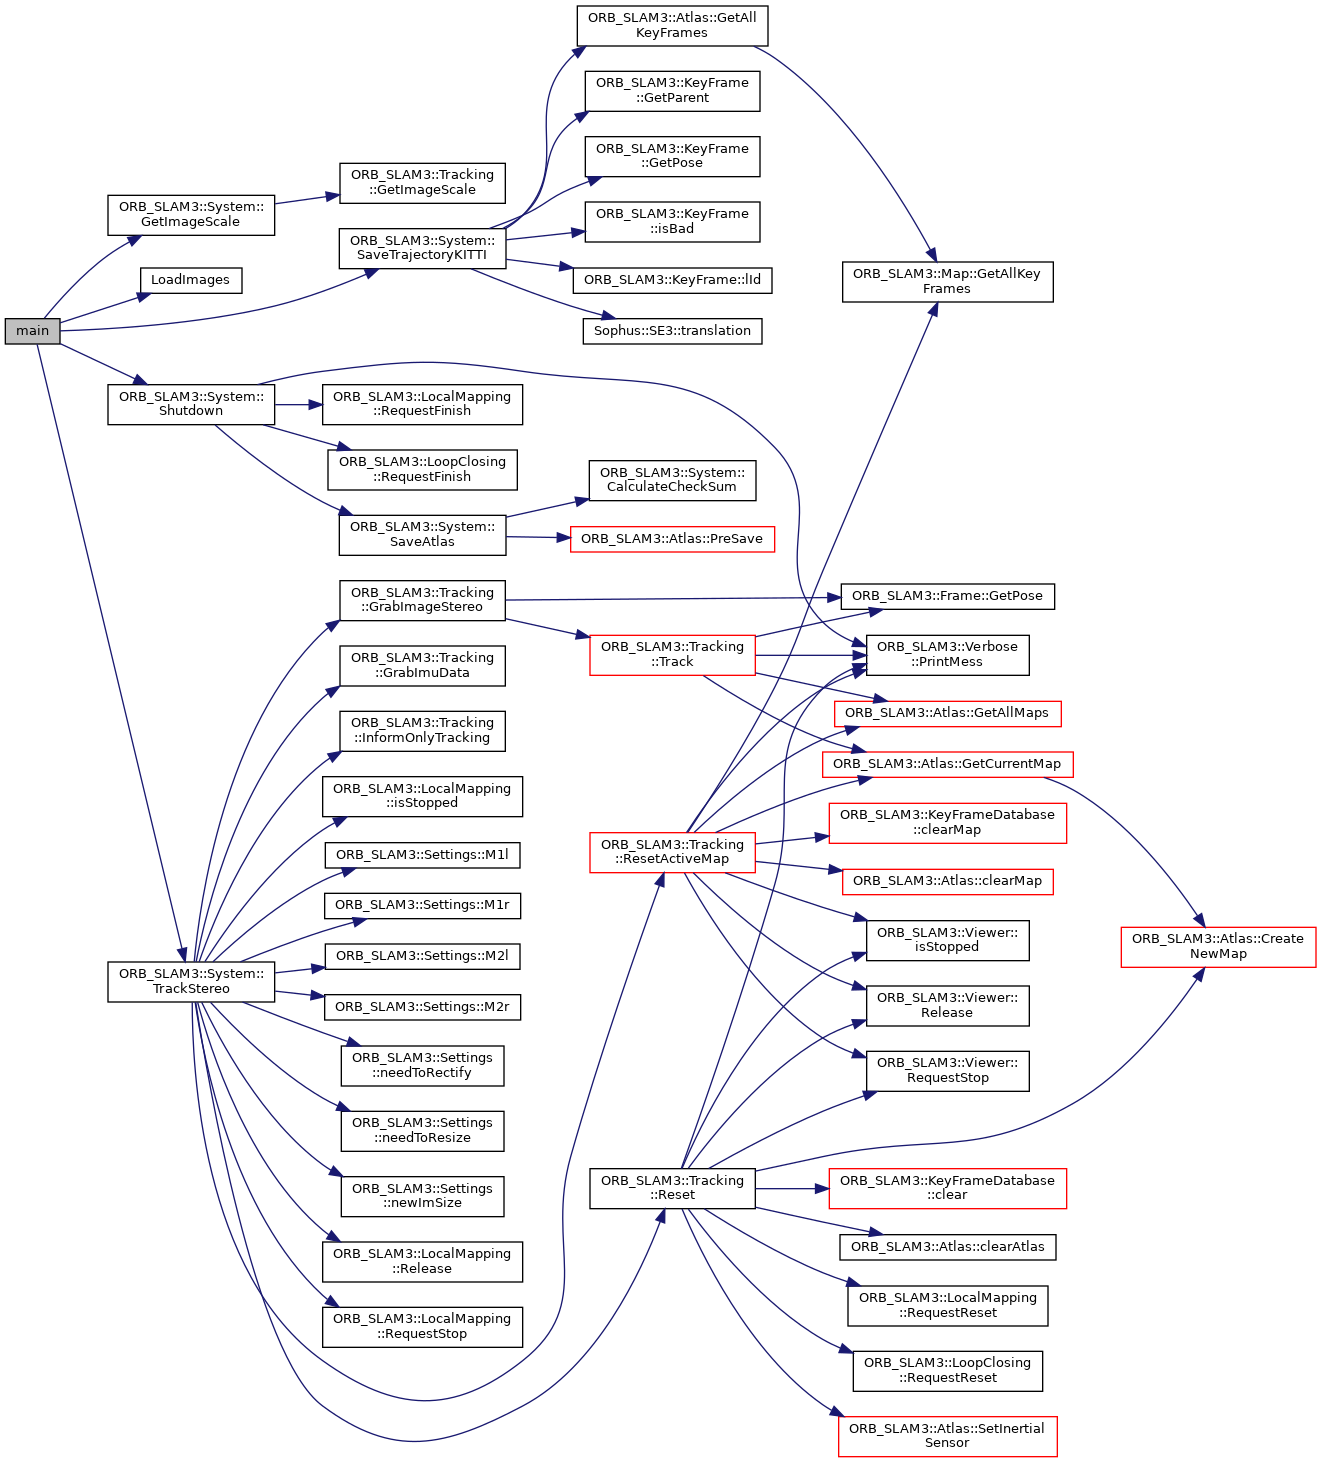 main
ORB_SLAM3::System::
GetImageScale
LoadImages
ORB_SLAM3::System::
Shutdown
ORB_SLAM3::System::
TrackStereo
ORB_SLAM3::Tracking
::GetImageScale
ORB_SLAM3::System::
SaveTrajectoryKITTI
ORB_SLAM3::LocalMapping
::RequestFinish
ORB_SLAM3::LoopClosing
::RequestFinish
ORB_SLAM3::System::
SaveAtlas
ORB_SLAM3::Tracking
::GrabImageStereo
ORB_SLAM3::Tracking
::GrabImuData
ORB_SLAM3::Tracking
::InformOnlyTracking
ORB_SLAM3::LocalMapping
::isStopped
ORB_SLAM3::Settings::M1l
ORB_SLAM3::Settings::M1r
ORB_SLAM3::Settings::M2l
ORB_SLAM3::Settings::M2r
ORB_SLAM3::Settings
::needToRectify
ORB_SLAM3::Settings
::needToResize
ORB_SLAM3::Settings
::newImSize
ORB_SLAM3::LocalMapping
::Release
ORB_SLAM3::LocalMapping
::RequestStop
ORB_SLAM3::Atlas::GetAll
KeyFrames
ORB_SLAM3::KeyFrame
::GetParent
ORB_SLAM3::KeyFrame
::GetPose
ORB_SLAM3::KeyFrame
::isBad
ORB_SLAM3::KeyFrame::lId
Sophus::SE3::translation
ORB_SLAM3::System::
CalculateCheckSum
ORB_SLAM3::Atlas::PreSave
ORB_SLAM3::Tracking
::Track
ORB_SLAM3::Tracking
::ResetActiveMap
ORB_SLAM3::Tracking
::Reset
ORB_SLAM3::Map::GetAllKey
Frames
ORB_SLAM3::Frame::GetPose
ORB_SLAM3::Verbose
::PrintMess
ORB_SLAM3::Atlas::GetAllMaps
ORB_SLAM3::Atlas::GetCurrentMap
ORB_SLAM3::KeyFrameDatabase
::clearMap
ORB_SLAM3::Atlas::clearMap
ORB_SLAM3::Viewer::
isStopped
ORB_SLAM3::Viewer::
Release
ORB_SLAM3::Viewer::
RequestStop
ORB_SLAM3::KeyFrameDatabase
::clear
ORB_SLAM3::Atlas::clearAtlas
ORB_SLAM3::LocalMapping
::RequestReset
ORB_SLAM3::LoopClosing
::RequestReset
ORB_SLAM3::Atlas::SetInertial
Sensor
ORB_SLAM3::Atlas::Create
NewMap